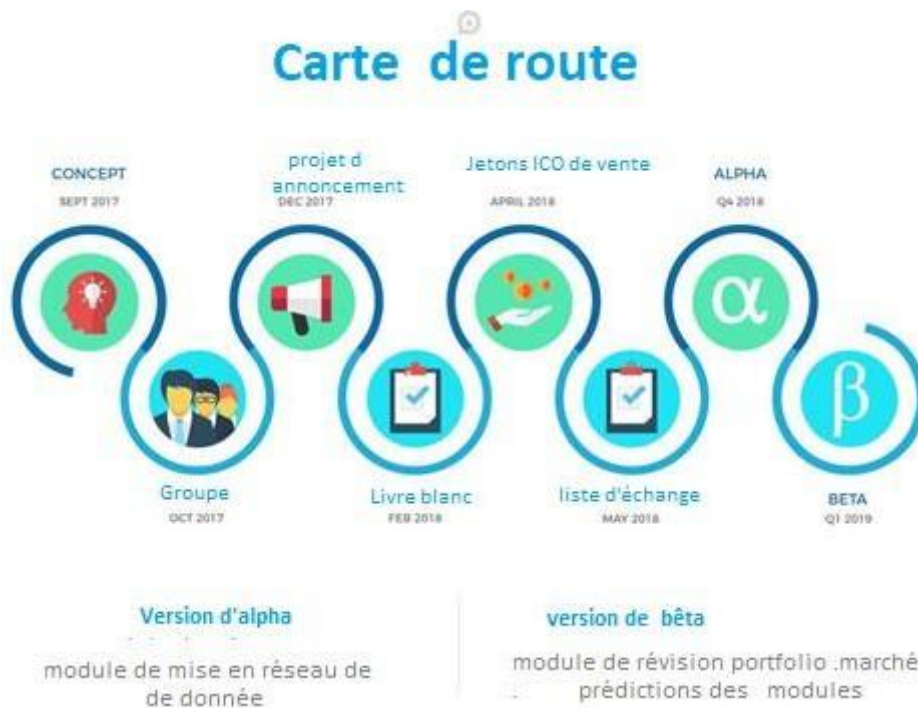 Carte de route
CONCEPT
SEPT 2017
projet d
annoncement
DEC 2017
Jetons ICO de vente
APRIL 2018
ALPHA
Q4 2018
α
β
Groupe
OCT 2017
Livre blanc
FEB 2018
liste d'échange
MAY 2018
BETA
Q1 2019
Version d'alpha
module de mise en réseau de
de donnée
version de bêta
module de révision portfolio .marché
prédictions des modules